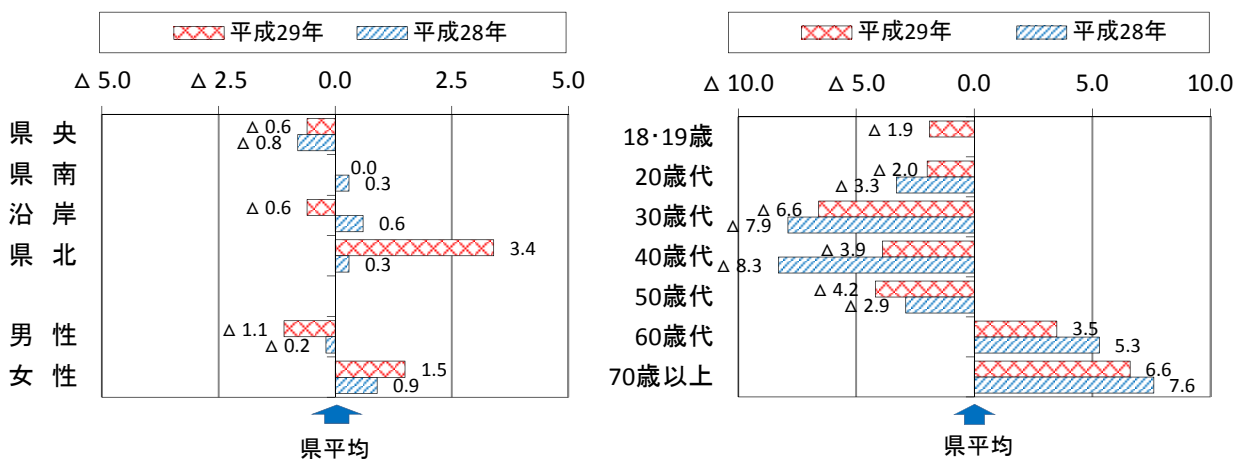 平成29年 平成28年
△ 5.0 △ 2.5 0.0 2.5 5.0
県 央 △ 0.6
△ 0.8
県 南 0.0
0.3
沿 岸 △ 0.6
0.6
県 北 3.4
0.3
男 性 △ 1.1
△ 0.2
女 性 1.5
0.9
県平均
平成29年 平成28年
△ 10.0 △ 5.0 0.0 5.0 10.0
18･19歳 △ 1.9
20歳代 △ 2.0
△ 3.3
30歳代 △ 6.6
△ 7.9
40歳代 △ 3.9
△ 8.3
50歳代 △ 4.2
△ 2.9
60歳代 3.5
5.3
70歳以上 6.6
7.6
県平均